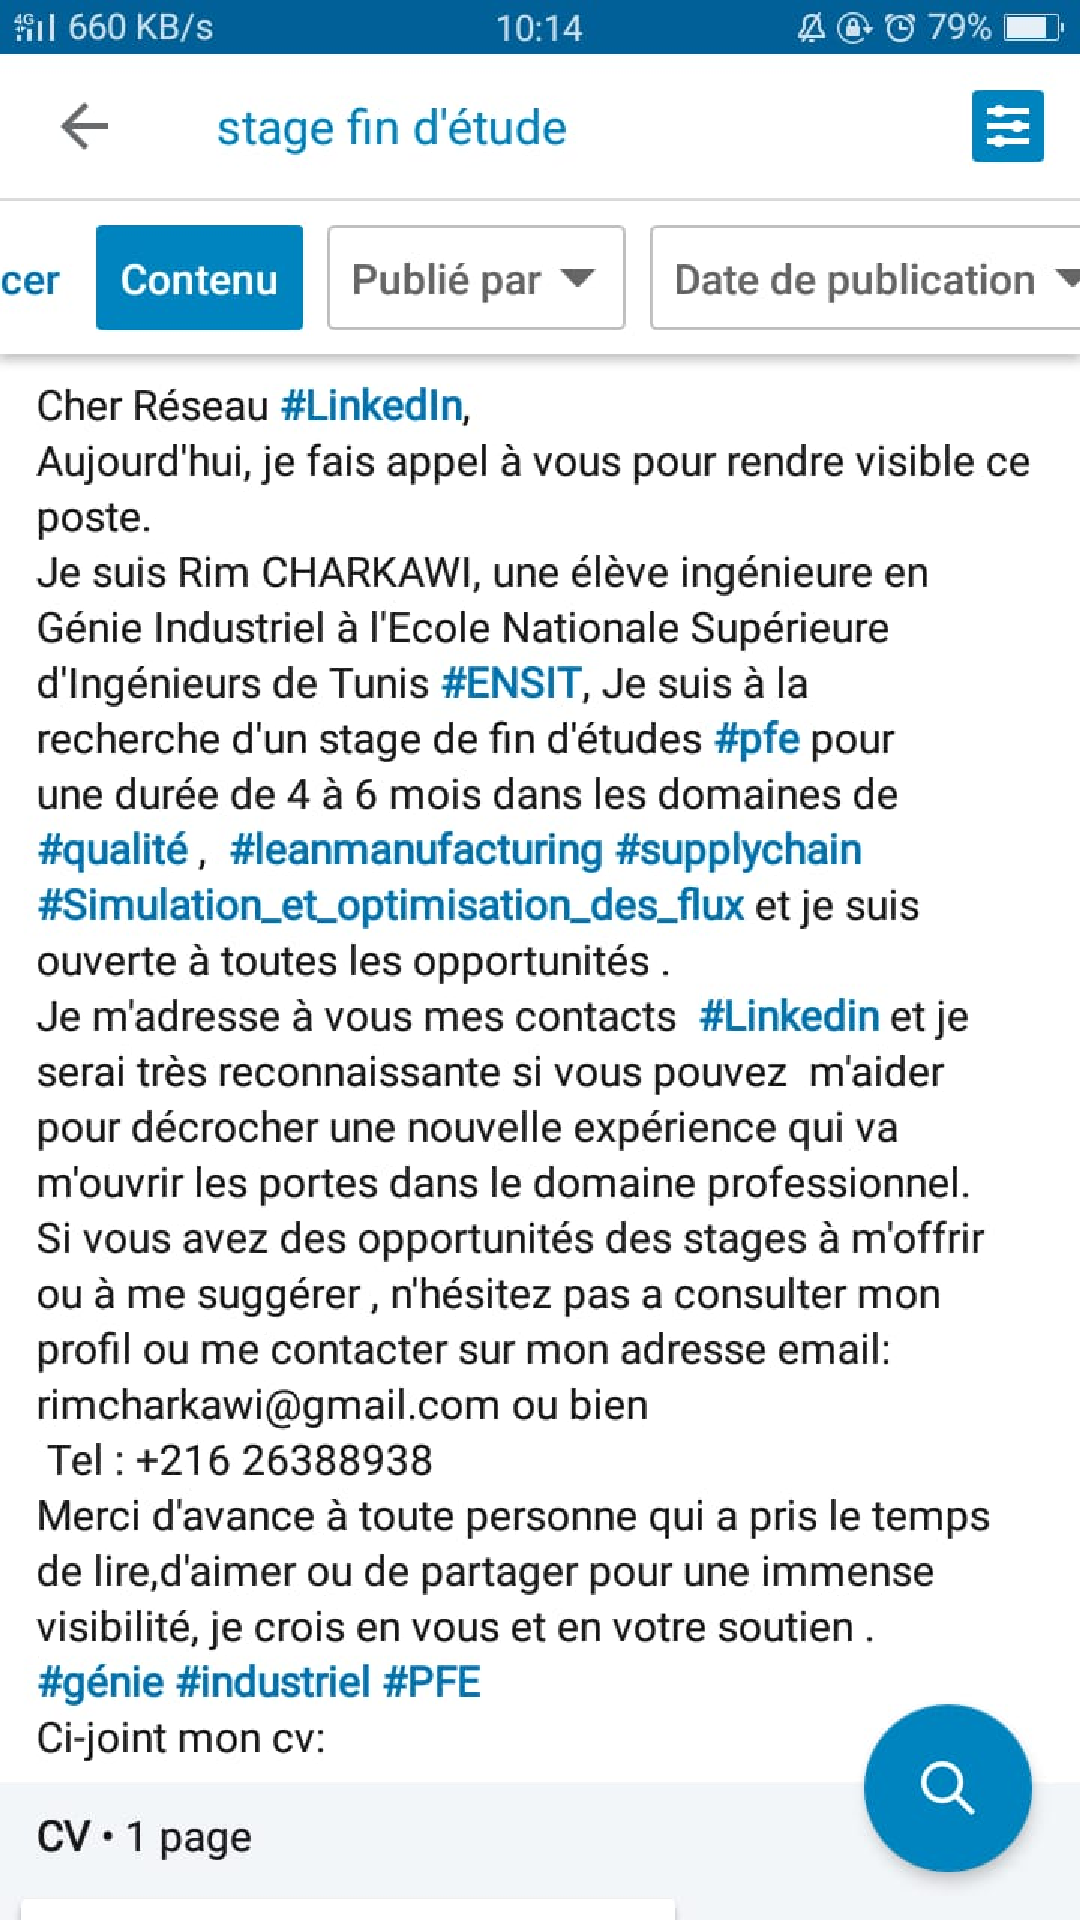 4G 660 KB/s 10:14 79%
stage fin d'étude
cer Contenu Publié par Date de publication
Cher Réseau #LinkedIn,
Aujourd'hui, je fais appel à vous pour rendre visible ce
poste.
Je suis Rim CHARKAWI, une élève ingénieure en
Génie Industriel à l'Ecole Nationale Supérieure
d'Ingénieurs de Tunis #ENSIT, Je suis à la
recherche d'un stage de fin d'études #pfe pour
une durée de 4 à 6 mois dans les domaines de
#qualité ,  #leanmanufacturing #supplychain
#Simulation_et_optimisation_des_flux et je suis
ouverte à toutes les opportunités .
Je m'adresse à vous mes contacts  #Linkedin et je
serai très reconnaissante si vous pouvez  m'aider
pour décrocher une nouvelle expérience qui va
m'ouvrir les portes dans le domaine professionnel.
Si vous avez des opportunités des stages à m'offrir
ou à me suggérer , n'hésitez pas a consulter mon
profil ou me contacter sur mon adresse email:
rimcharkawi@gmail.com ou bien
Tel : +216 26388938
Merci d'avance à toute personne qui a pris le temps
de lire,d'aimer ou de partager pour une immense
visibilité, je crois en vous et en votre soutien .
#génie #industriel #PFE
Ci-joint mon cv:
CV • 1 page